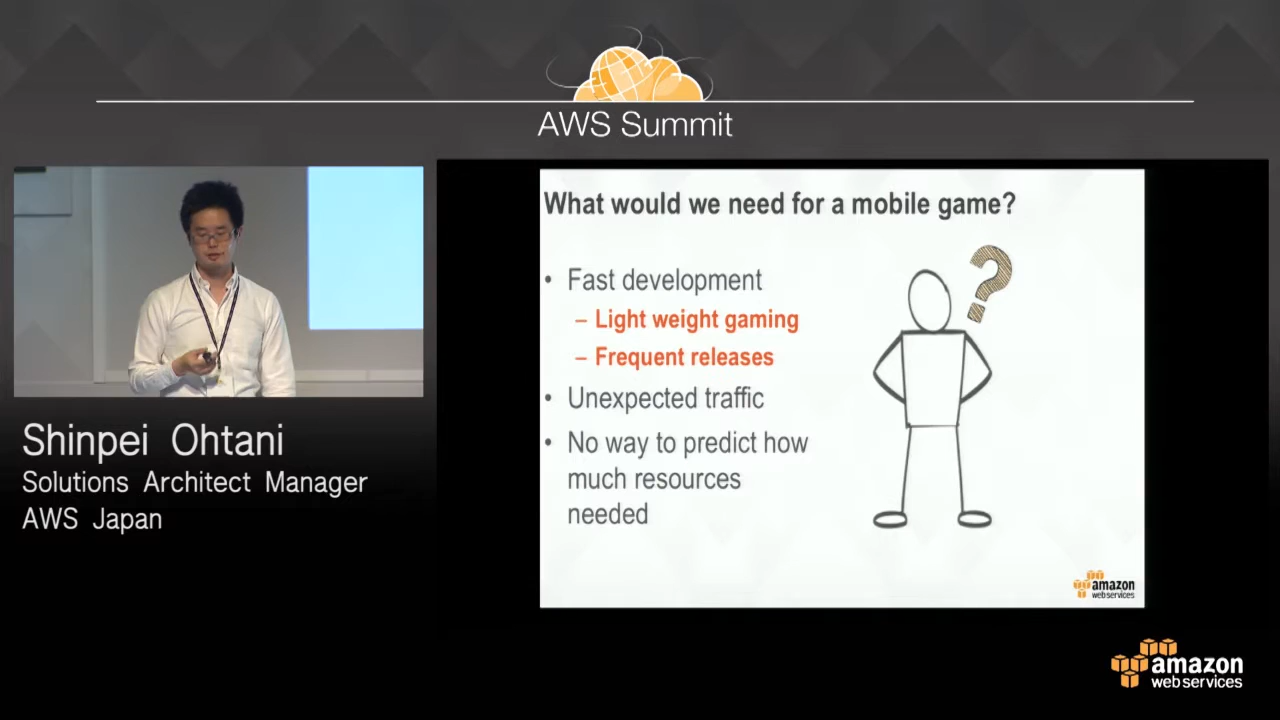 AWS Summit
Shinpei Ohtani
Solutions Architect Manager
AWS Japan
What would we need for a mobile game?
• Fast development
– Light weight gaming
– Frequent releases
• Unexpected traffic
• No way to predict how
much resources
needed
?
amazon
web services
amazon
web services